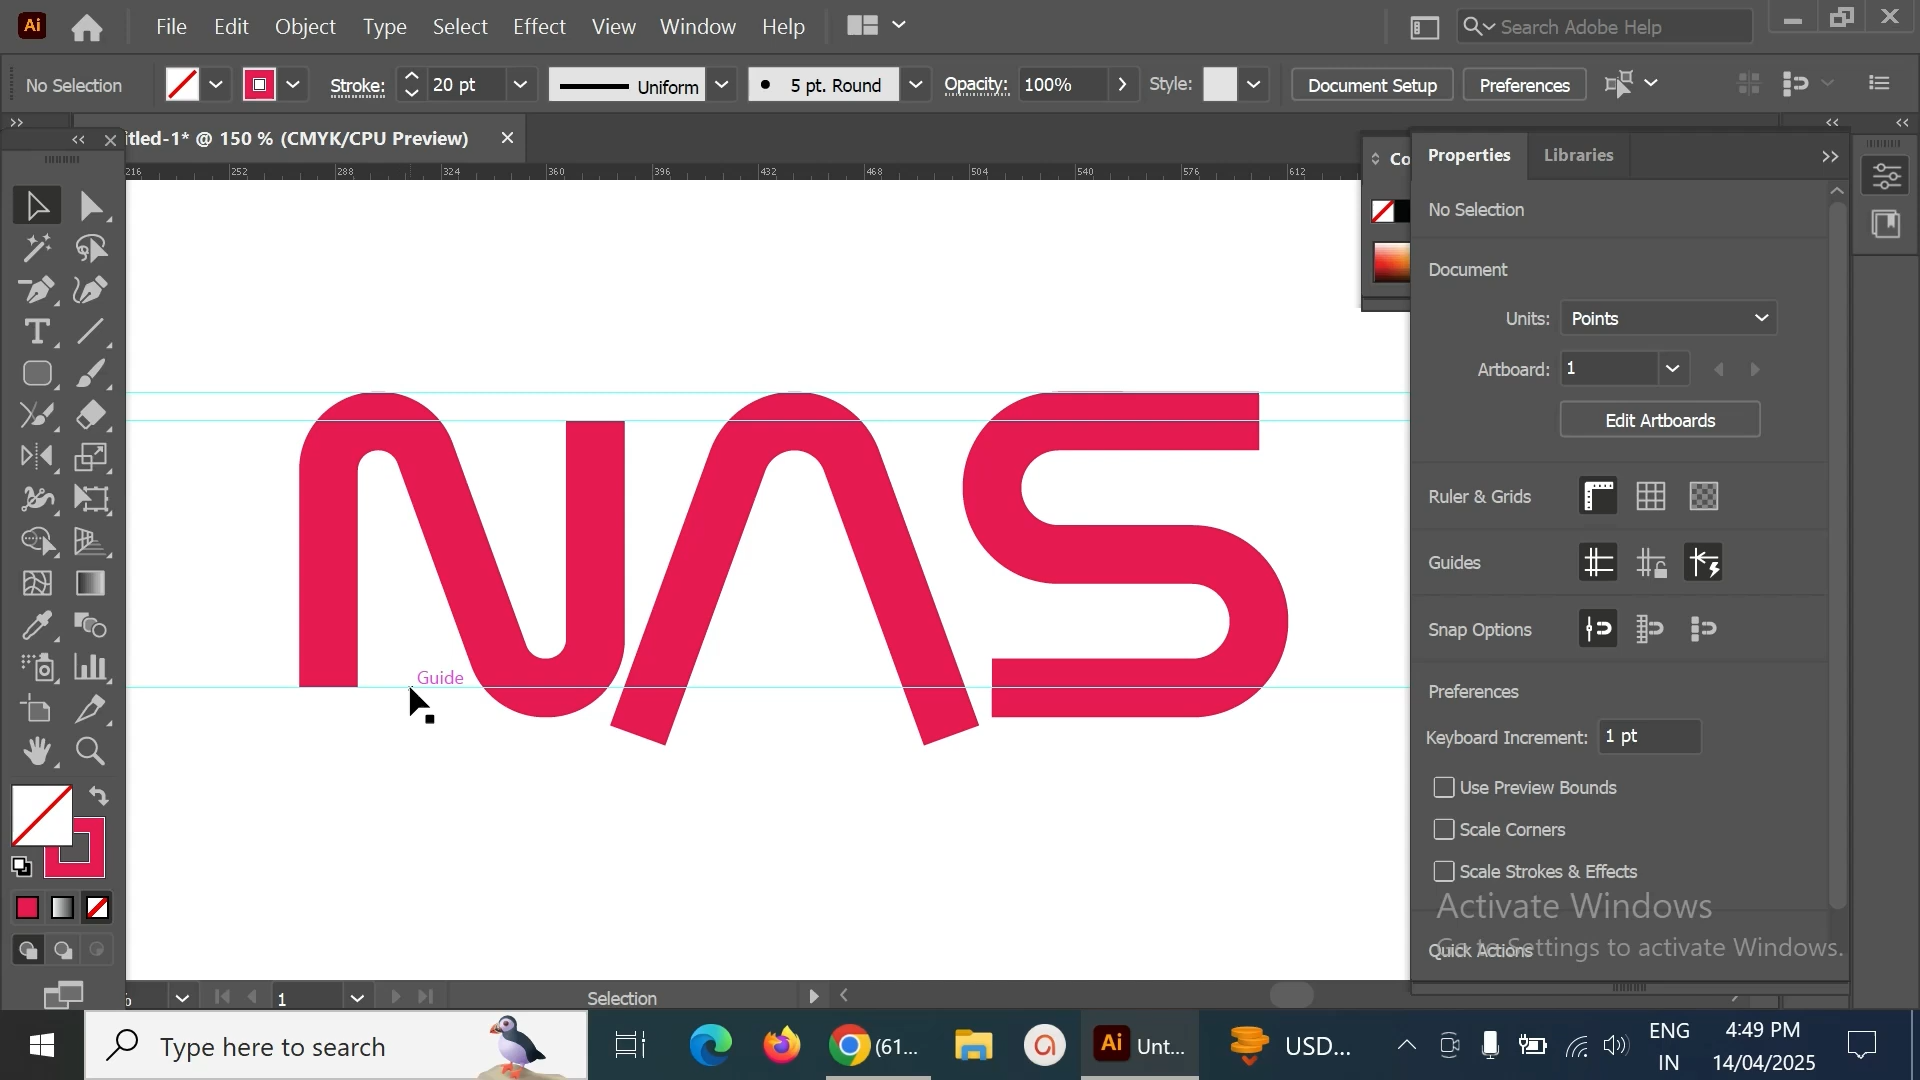 Ai
File Edit Object Type Select Effect View Window Help
Search Adobe Help
No Selection
Stroke: 20 pt
Uniform
5 pt. Round
Opacity: 100%
Style:
Document Setup
Preferences
itled-1* @ 150 % (CMYK/CPU Preview)
216 252 288 324 360 396 432 468 504 540 576 612
Co
Properties
Libraries
No Selection
Document
Units: Points
Artboard: 1
Edit Artboards
Ruler & Grids
Guides
Snap Options
Preferences
Keyboard Increment: 1 pt
Use Preview Bounds
Scale Corners
Scale Strokes & Effects
Quick Actions
Activate Windows
Go to Settings to activate Windows.
NAS
Guide
% 1
Selection
Type here to search
(61...
Ai Unt...
USD...
ENG
IN
4:49 PM
14/04/2025